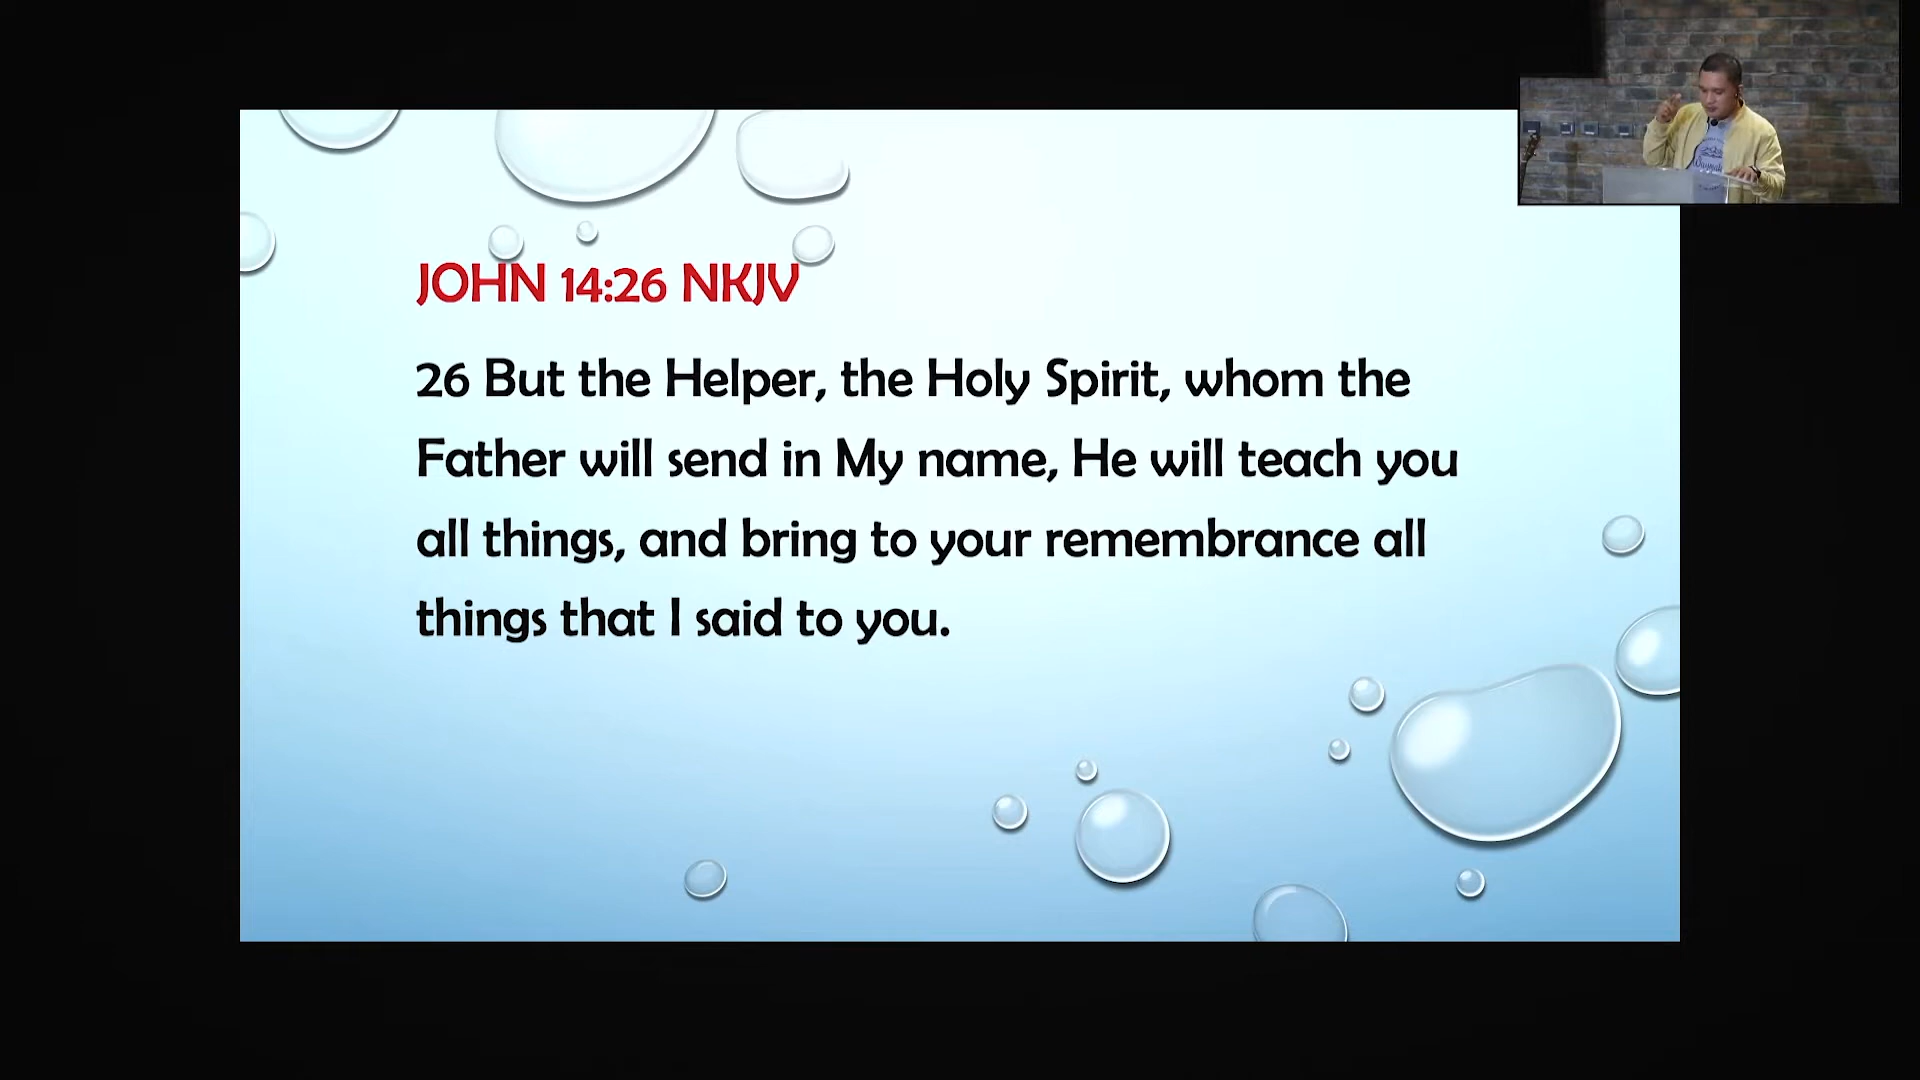 JOHN 14:26 NKJV
26 But the Helper, the Holy Spirit, whom the
Father will send in My name, He will teach you
all things, and bring to your remembrance all
things that I said to you.